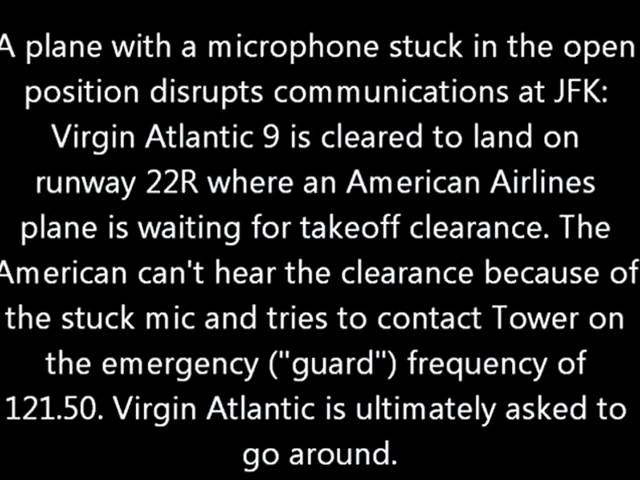 A plane with a microphone stuck in the open
position disrupts communications at JFK:
Virgin Atlantic 9 is cleared to land on
runway 22R where an American Airlines
plane is waiting for takeoff clearance. The
American can't hear the clearance because of
the stuck mic and tries to contact Tower on
the emergency ("guard") frequency of
121.50. Virgin Atlantic is ultimately asked to
go around.